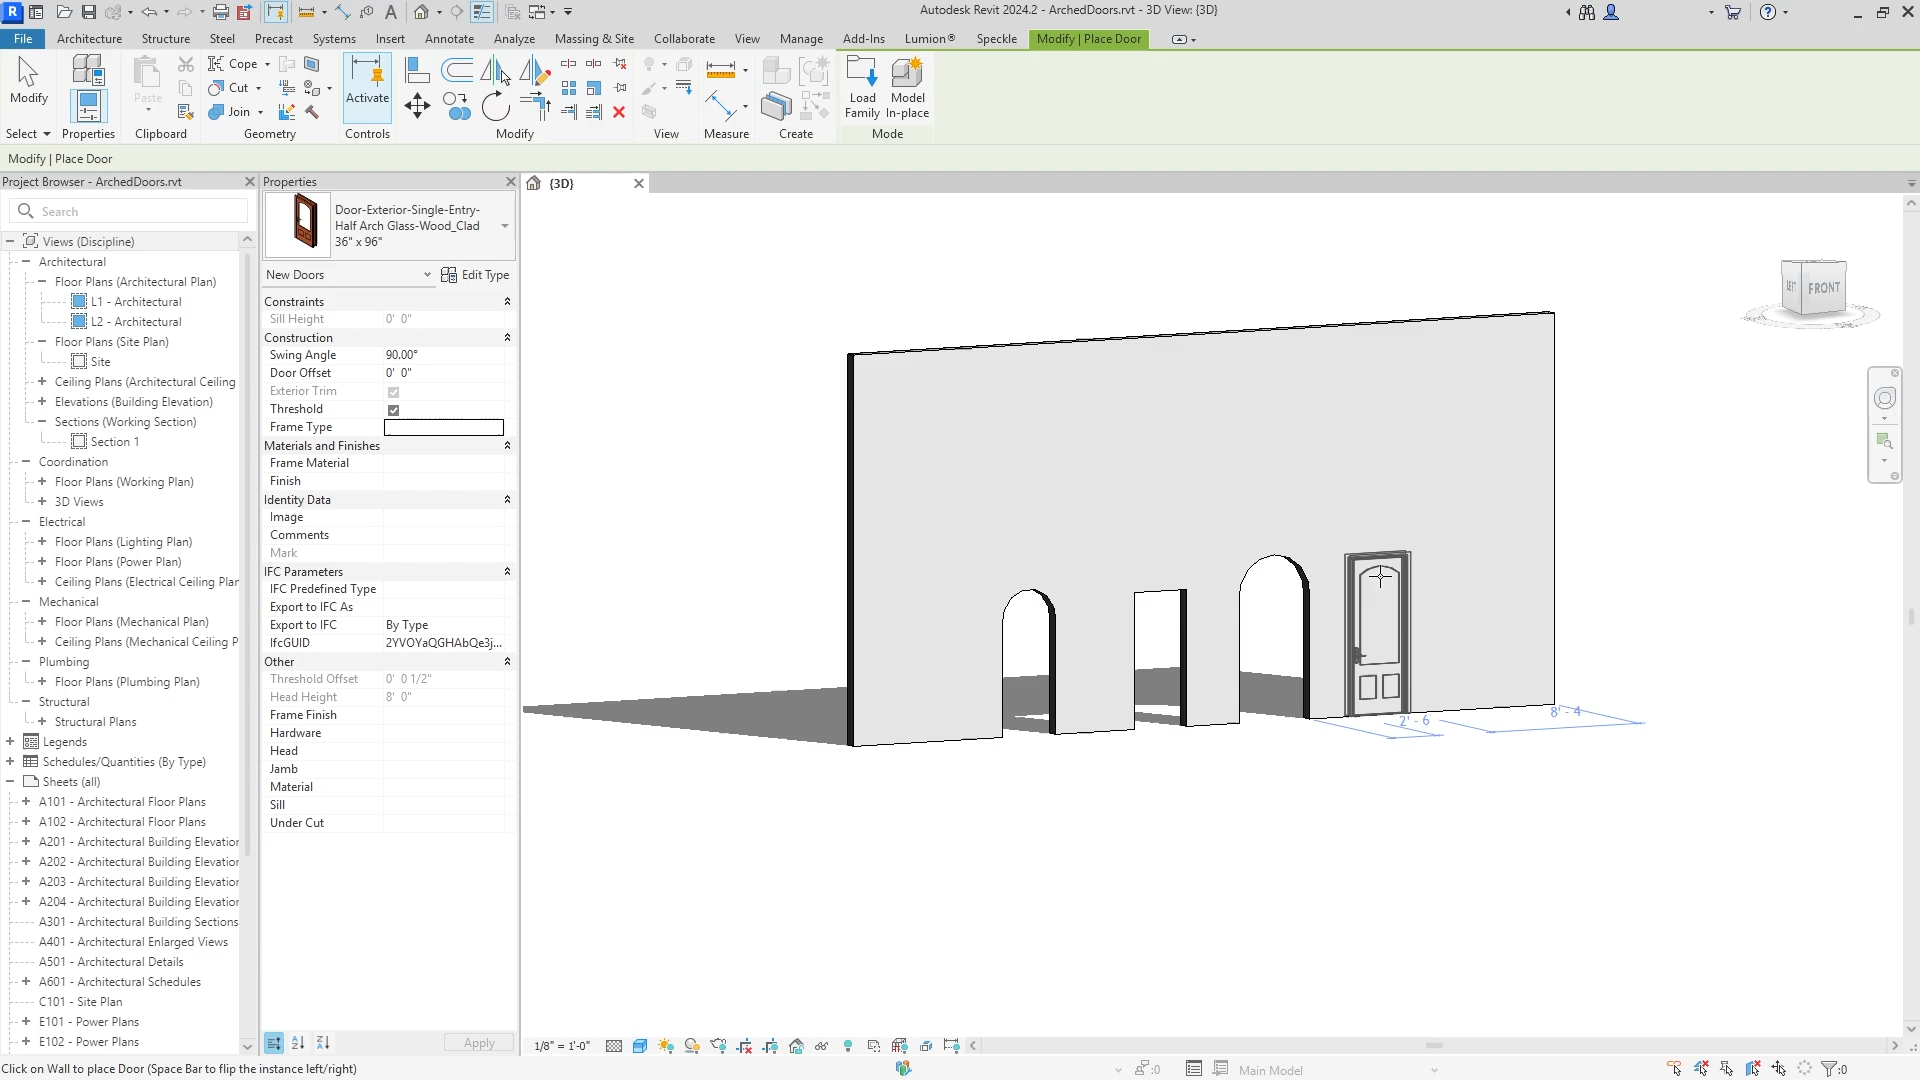 Autodesk Revit 2024.2 - ArchedDoors.rvt - 3D View: {3D}
File Architecture Structure Steel Precast Systems Insert Annotate Analyze Massing & Site Collaborate View Manage Add-Ins Lumion® Speckle Modify | Place Door
Modify
Paste
Cope
Cut
Join
Activate
Load Family
Model In-place
Select Properties Clipboard Geometry Controls Modify View Measure Create Mode
Modify | Place Door
Project Browser - ArchedDoors.rvt
Search
Views (Discipline)
Architectural
Floor Plans (Architectural Plan)
L1 - Architectural
L2 - Architectural
Floor Plans (Site Plan)
Site
Ceiling Plans (Architectural Ceiling
Elevations (Building Elevation)
Sections (Working Section)
Section 1
Coordination
Floor Plans (Working Plan)
3D Views
Electrical
Floor Plans (Lighting Plan)
Floor Plans (Power Plan)
Ceiling Plans (Electrical Ceiling Plar
Mechanical
Floor Plans (Mechanical Plan)
Ceiling Plans (Mechanical Ceiling P
Plumbing
Floor Plans (Plumbing Plan)
Structural
Structural Plans
Legends
Schedules/Quantities (By Type)
Sheets (all)
A101 - Architectural Floor Plans
A102 - Architectural Floor Plans
A201 - Architectural Building Elevation
A202 - Architectural Building Elevation
A203 - Architectural Building Elevation
A204 - Architectural Building Elevation
A301 - Architectural Building Sections
A401 - Architectural Enlarged Views
A501 - Architectural Details
A601 - Architectural Schedules
C101 - Site Plan
E101 - Power Plans
E102 - Power Plans
Properties
Door-Exterior-Single-Entry-
Half Arch Glass-Wood_Clad
36" x 96"
New Doors Edit Type
Constraints
Sill Height 0' 0"
Construction
Swing Angle 90.00°
Door Offset 0' 0"
Exterior Trim
Threshold
Frame Type
Materials and Finishes
Frame Material
Finish
Identity Data
Image
Comments
Mark
IFC Parameters
IFC Predefined Type
Export to IFC As
Export to IFC By Type
IfcGUID 2YVOYaQGHAbQe3j...
Other
Threshold Offset 0' 0 1/2"
Head Height 8' 0"
Frame Finish
Hardware
Head
Jamb
Material
Sill
Under Cut
Apply
{3D}
LEFT FRONT
2' - 6
8' - 4
1/8" = 1'-0"
Click on Wall to place Door (Space Bar to flip the instance left/right)
:0
Main Model
:0